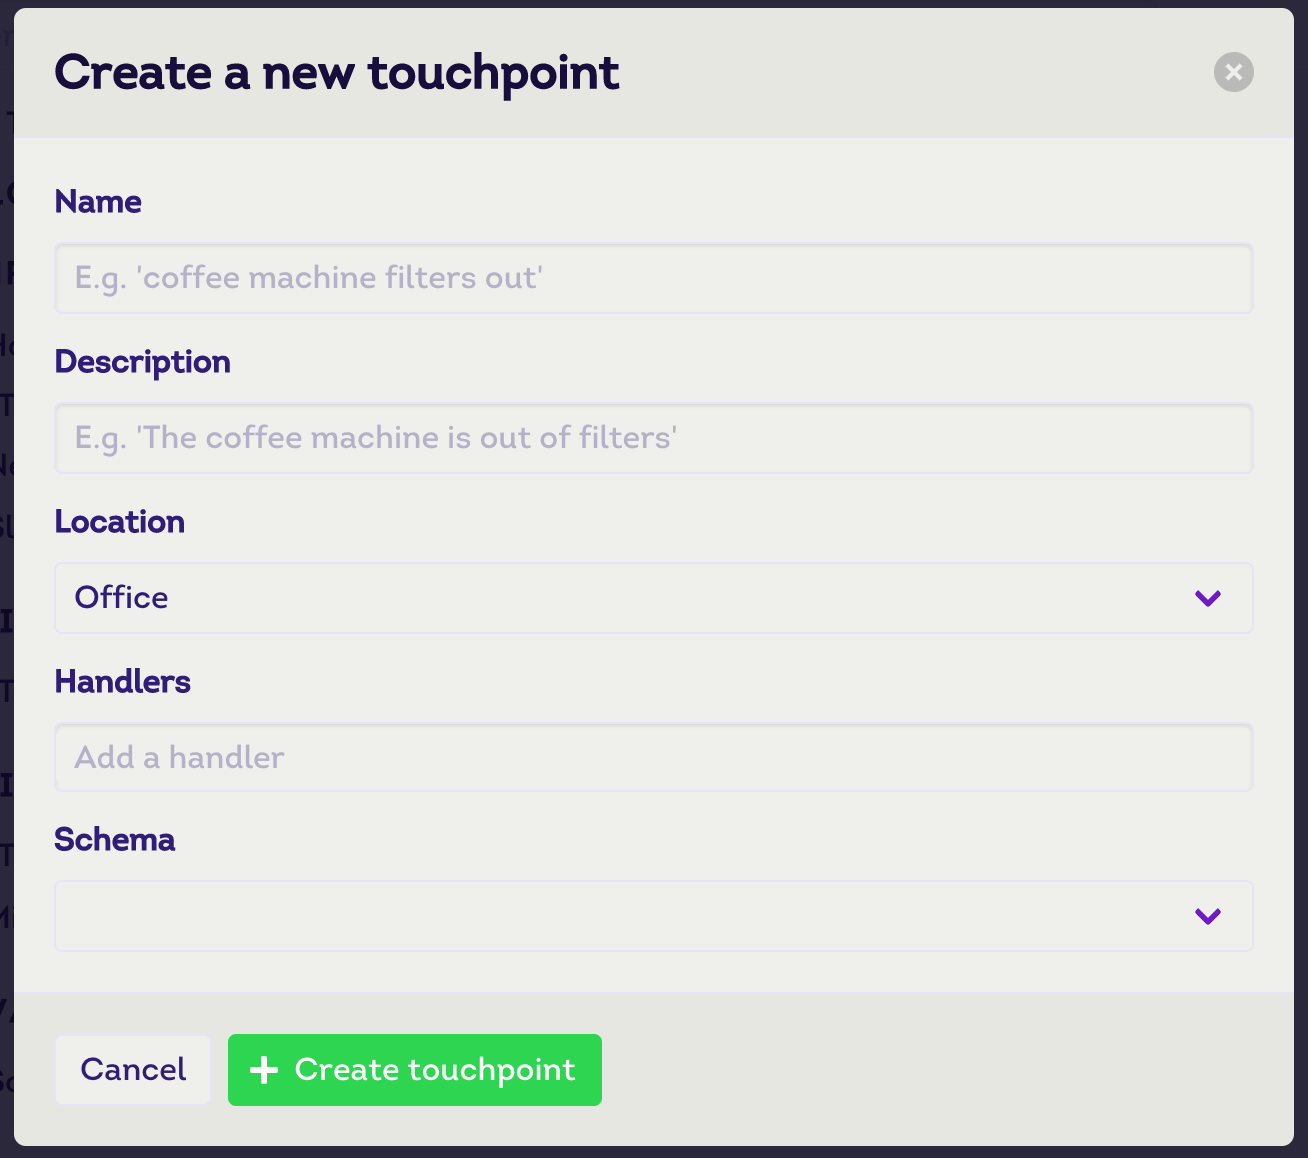 Create a new touchpoint
Name
E.g. 'coffee machine filters out'
Description
E.g. 'The coffee machine is out of filters'
Location
Office
Handlers
Add a handler
Schema
Cancel
Create touchpoint